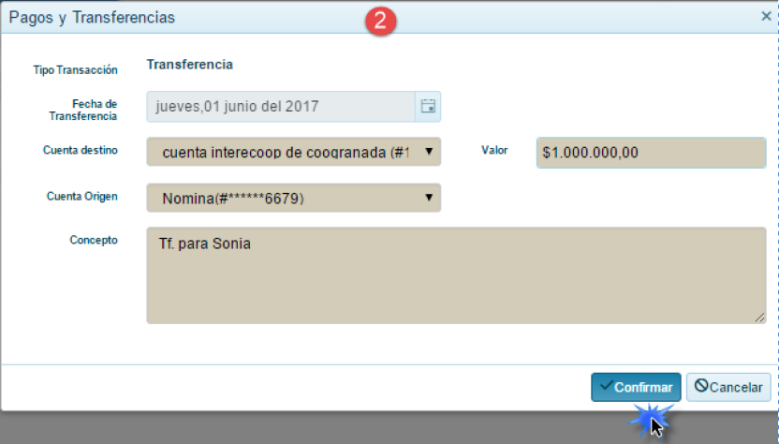 Pagos y Transferencias
2
Tipo Transacción Transferencia
Fecha de
Transferencia jueves,01 junio del 2017
Cuenta destino cuenta interecoop de coogranada (#1 Valor $1.000.000,00
Cuenta Origen Nomina(#******6679)
Concepto Tf. para Sonia
Confirmar Cancelar